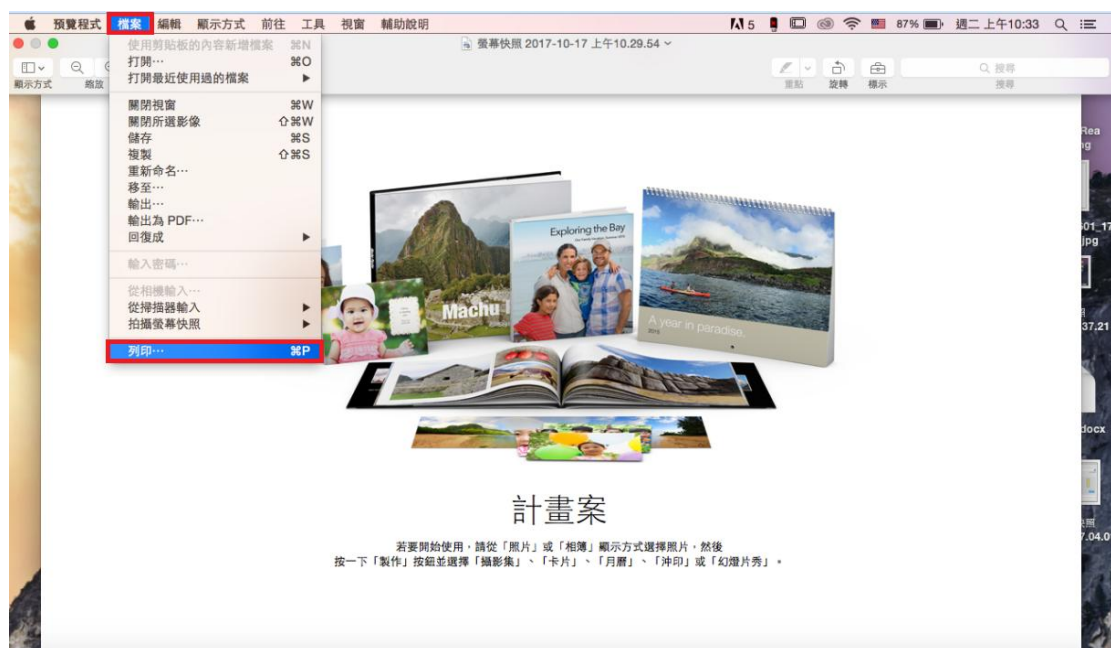 預覽程式 檔案 編輯 顯示方式 前往 工具 視窗 輔助說明 5 87% 週二 上午10:33
螢幕快照 2017-10-17 上午10.29.54
使用剪貼板的內容新增檔案 ⌘N
打開⋯ ⌘O
打開最近使用過的檔案
關閉視窗 ⌘W
關閉所選影像 ⇧⌘W
儲存 ⌘S
複製 ⇧⌘S
重新命名⋯
移至⋯
輸出⋯
輸出為 PDF⋯
回復成
輸入密碼⋯
從相機輸入⋯
從掃描器輸入
拍攝螢幕快照
列印⋯ ⌘P
搜尋
顯示方式 縮放 重點 旋轉 標示 搜尋
Exploring the Bay
A year in paradise.
計畫案
若要開始使用，請從「照片」或「相簿」顯示方式選擇照片，然後
按一下「製作」按鈕並選擇「攝影集」、「卡片」、「月曆」、「沖印」或「幻燈片秀」。
37.21
docx